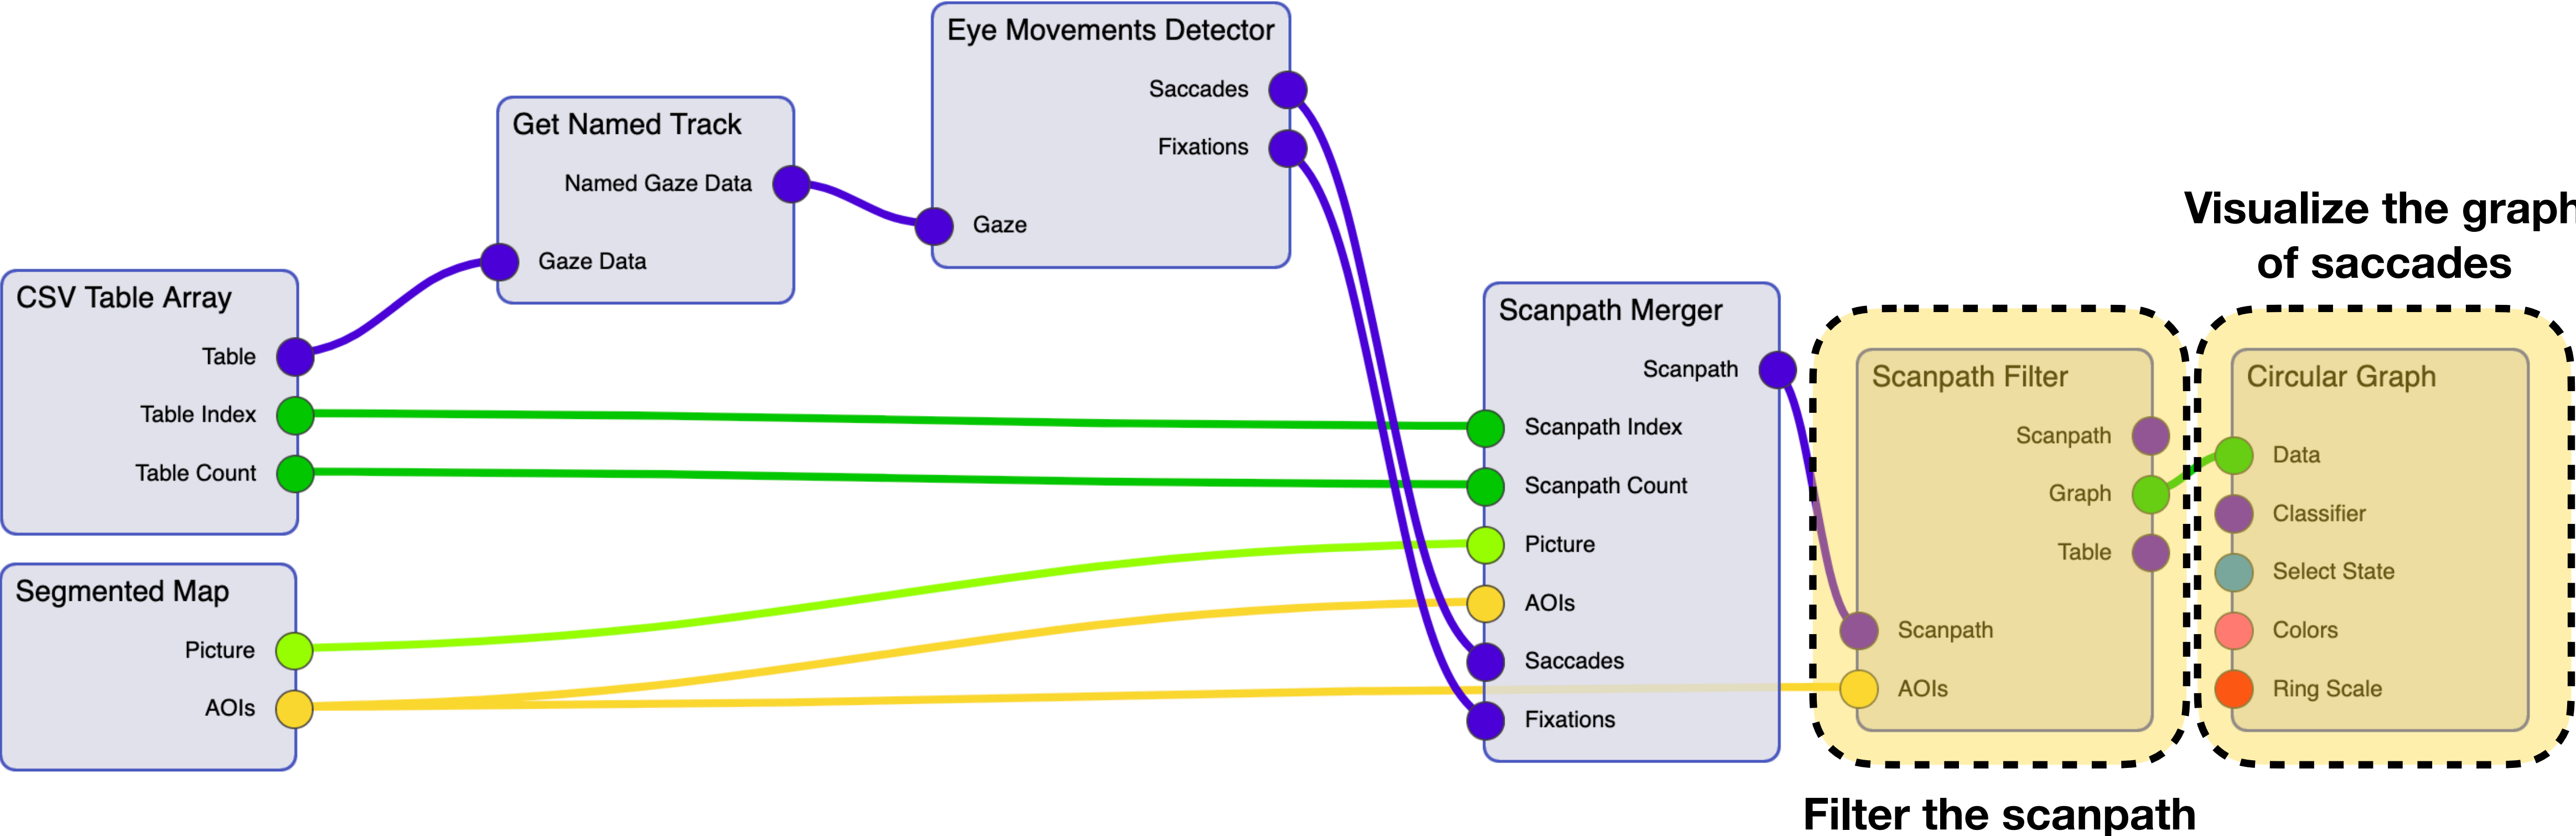 Eye Movements Detector
Saccades
Fixations
Gaze
Get Named Track
Named Gaze Data
Gaze Data
CSV Table Array
Table
Table Index
Table Count
Segmented Map
Picture
AOIs
Scanpath Merger
Scanpath
Scanpath Index
Scanpath Count
Picture
AOIs
Saccades
Fixations
Scanpath Filter
Scanpath
Graph
Table
Scanpath
AOIs
Filter the scanpath
Visualize the graph
of saccades
Circular Graph
Data
Classifier
Select State
Colors
Ring Scale